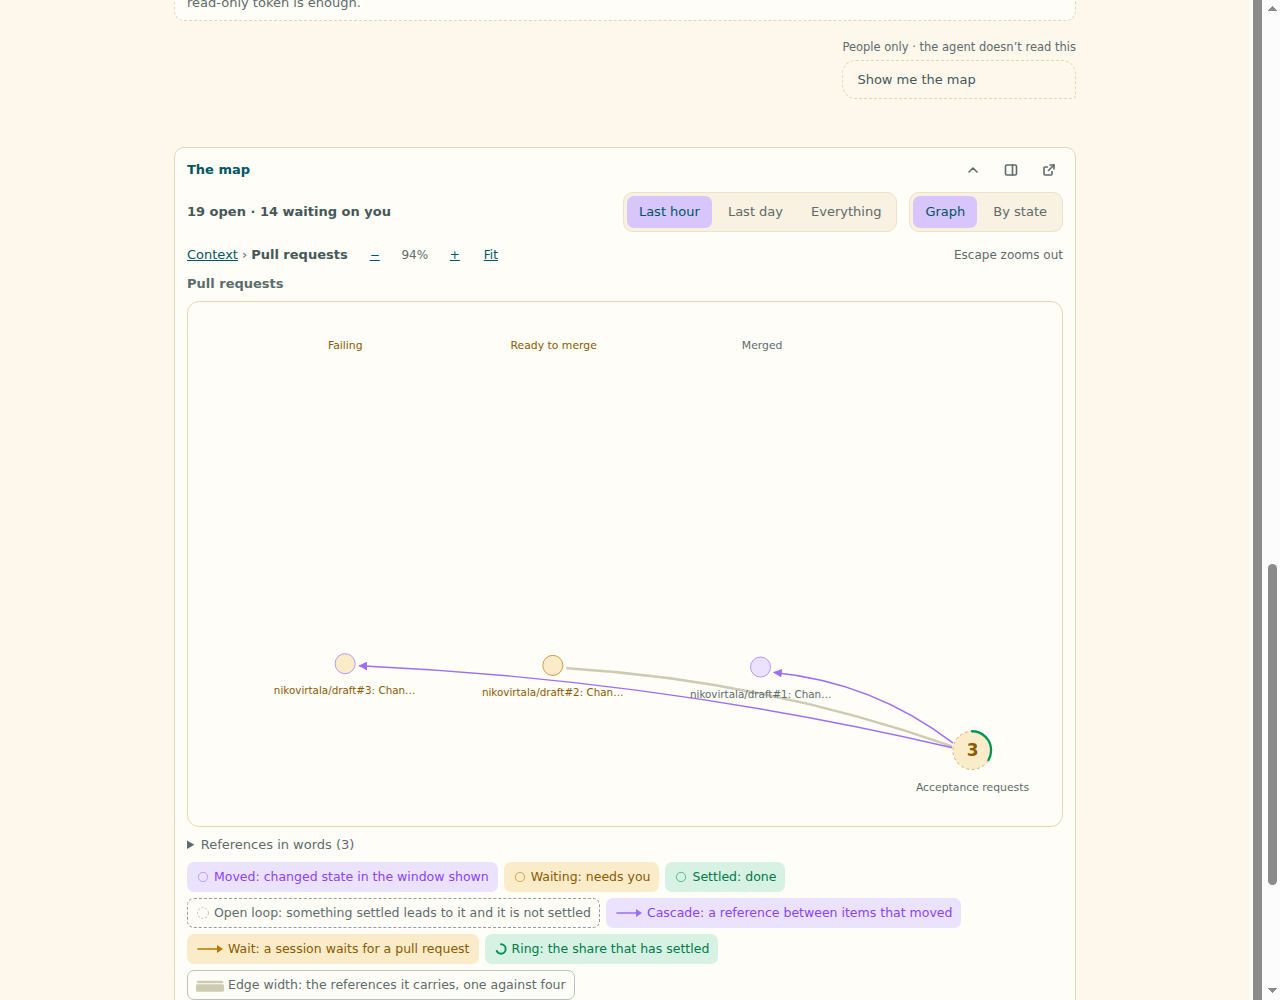 read-only token is enough.
People only · the agent doesn’t read this
Show me the map
The map
19 open · 14 waiting on you
Last hour Last day Everything Graph By state
Context › Pull requests − 94% + Fit Escape zooms out
Pull requests
Failing Ready to merge Merged
nikovirtala/draft#3: Chan… nikovirtala/draft#2: Chan… nikovirtala/draft#1: Chan…
3
Acceptance requests
References in words (3)
Moved: changed state in the window shown Waiting: needs you Settled: done
Open loop: something settled leads to it and it is not settled Cascade: a reference between items that moved
Wait: a session waits for a pull request Ring: the share that has settled
Edge width: the references it carries, one against four